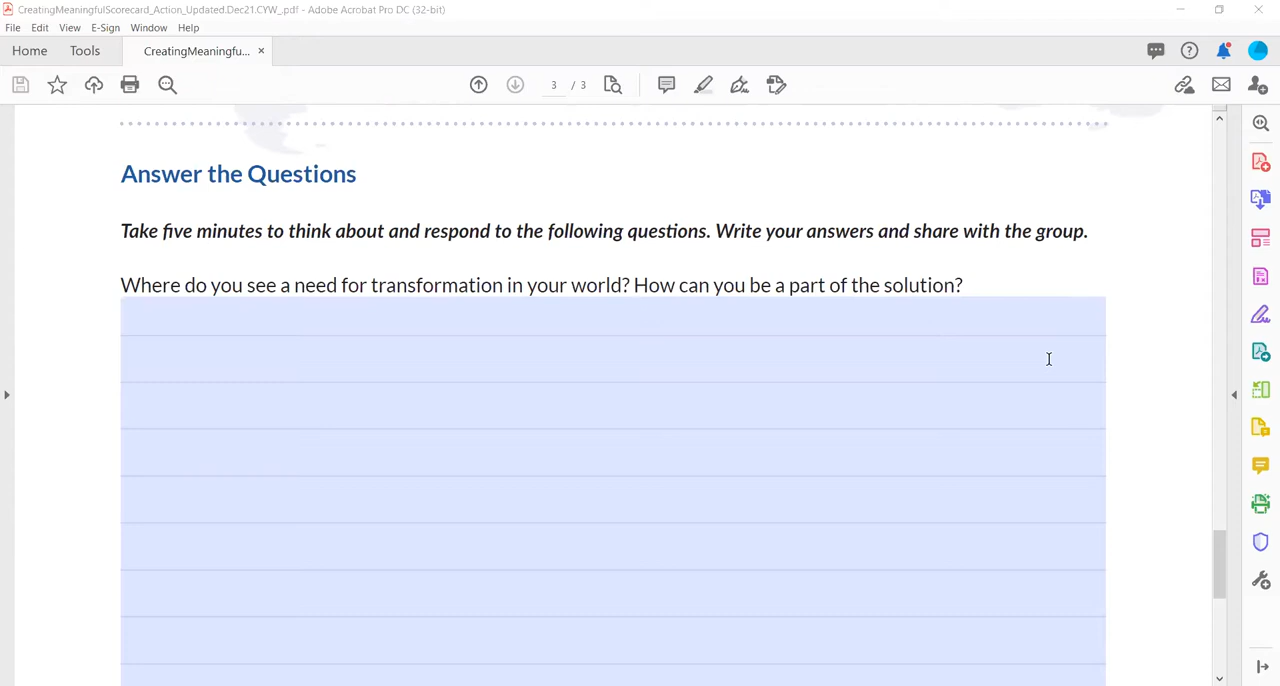 CreatingMeaningfulScorecard_Action_Updated.Dec21.CYW_.pdf - Adobe Acrobat Pro DC (32-bit)
File Edit View E-Sign Window Help
Home Tools CreatingMeaningfu... ×
3 / 3
Answer the Questions
Take five minutes to think about and respond to the following questions. Write your answers and share with the group.
Where do you see a need for transformation in your world? How can you be a part of the solution?